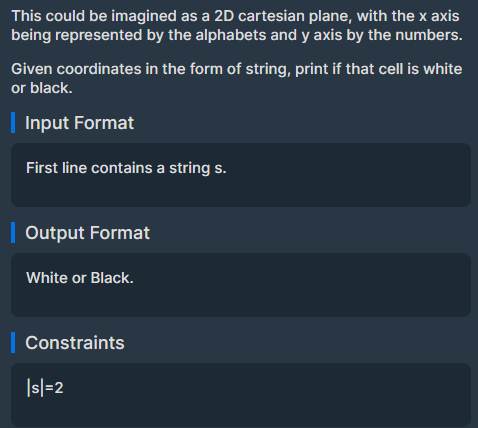 This could be imagined as a 2D cartesian plane, with the x axis
being represented by the alphabets and y axis by the numbers.
Given coordinates in the form of string, print if that cell is white
or black.
Input Format
First line contains a string s.
Output Format
White or Black.
Constraints
|s|=2